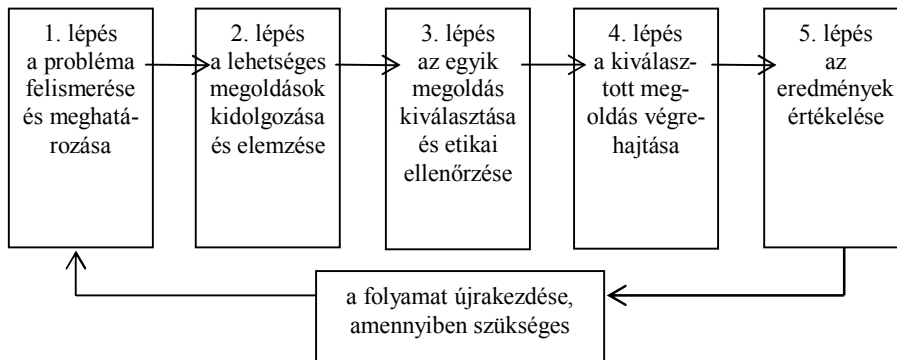 1. lépés
a probléma
felismerése
és meghatá-
rozása
2. lépés
a lehetséges
megoldások
kidolgozása
és elemzése
3. lépés
az egyik
megoldás
kiválasztása
és etikai
ellenőrzése
4. lépés
a kiválasz-
tott meg-
oldás végre-
hajtása
5. lépés
az
eredmények
értékelése
a folyamat újrakezdése,
amennyiben szükséges